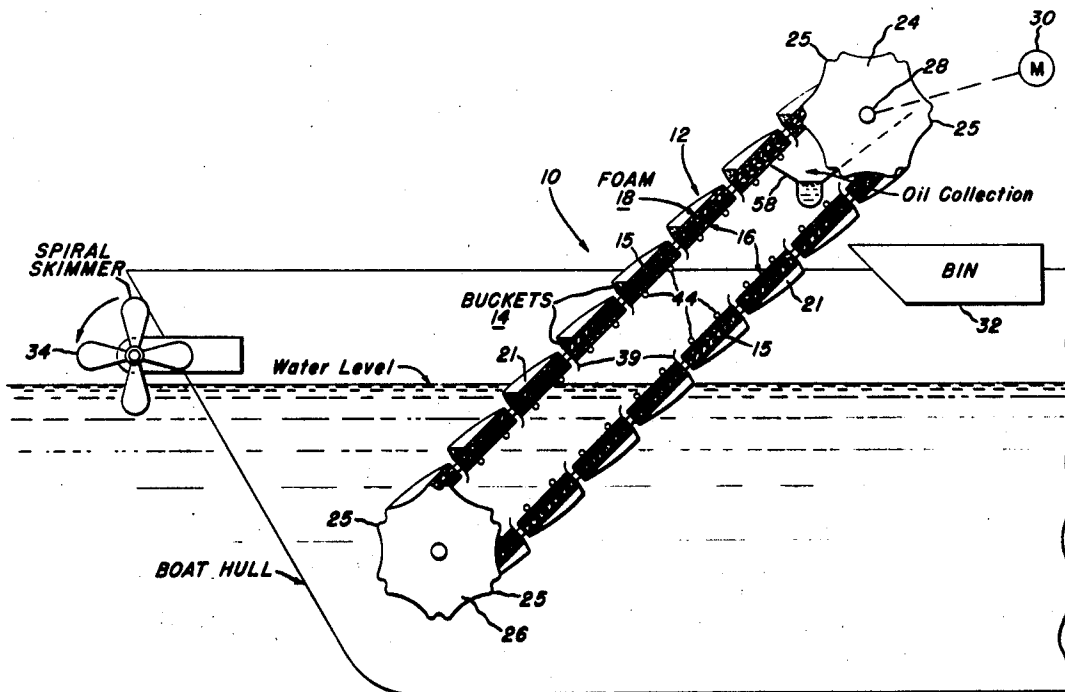 24
30
25
M
28
12
25
FOAM
18
10
58
Oil Collection
15
16
SPIRAL
SKIMMER
BIN
BUCKETS
14
44
21
32
15
34
39
21
Water Level
25
BOAT HULL
25
26